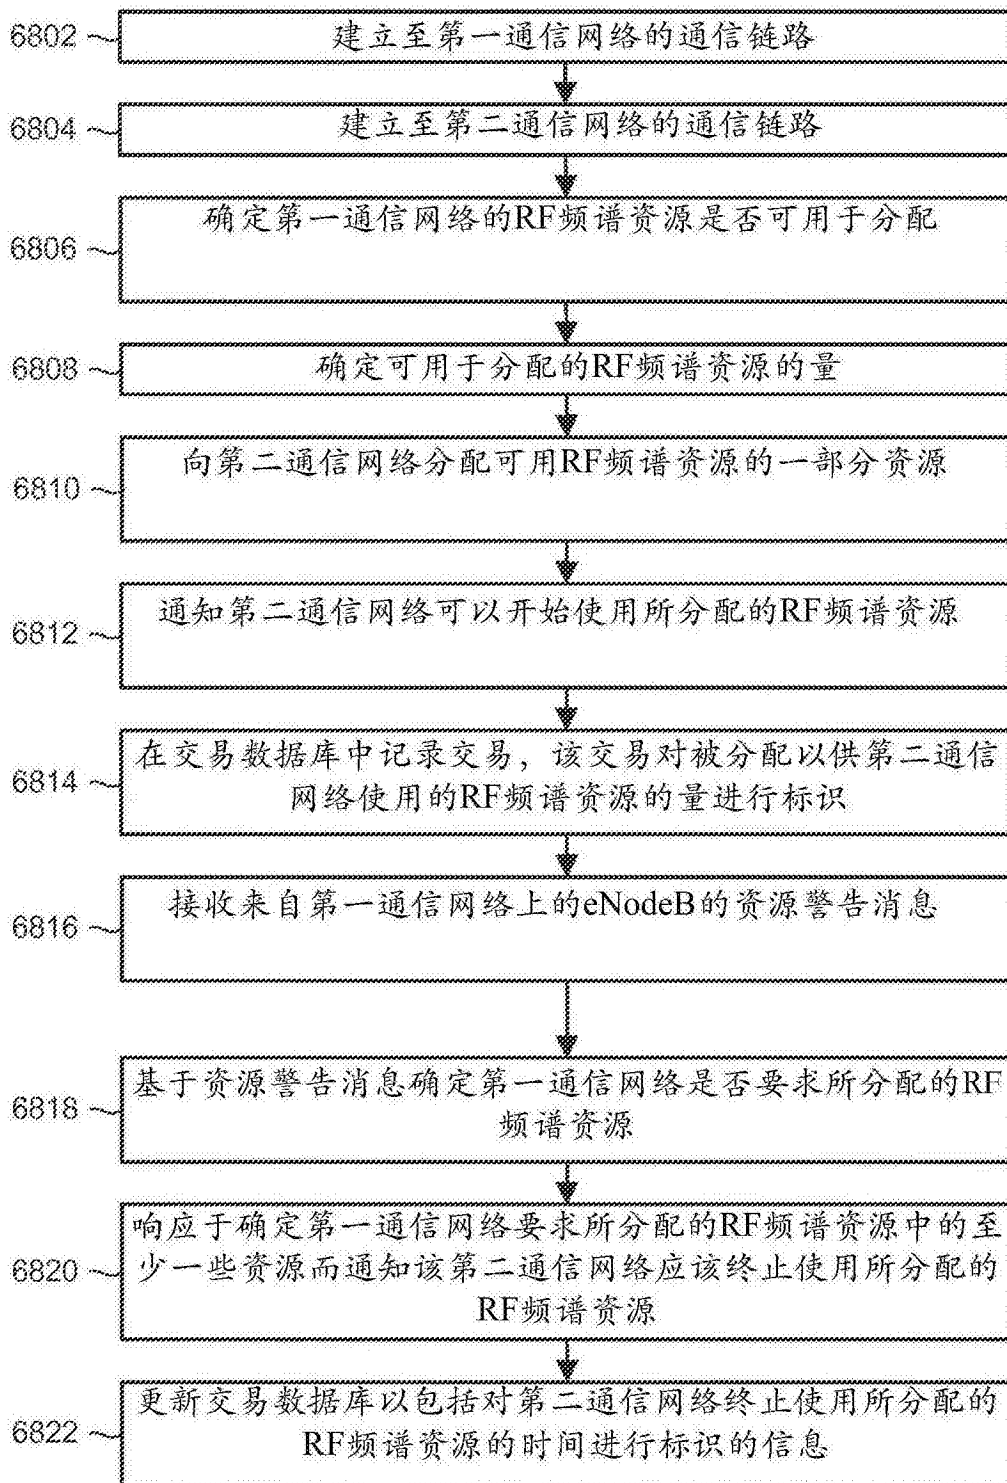 6802
建立至第一通信网络的通信链路
6804
建立至第二通信网络的通信链路
6806
确定第一通信网络的RF频谱资源是否可用于分配
6808
确定可用于分配的RF频谱资源的量
6810
向第二通信网络分配可用RF频谱资源的一部分资源
6812
通知第二通信网络可以开始使用所分配的RF频谱资源
6814
在交易数据库中记录交易，该交易对被分配以供第二通信
网络使用的RF频谱资源的量进行标识
6816
接收来自第一通信网络上的eNodeB的资源警告消息
6818
基于资源警告消息确定第一通信网络是否要求所分配的RF
频谱资源
6820
响应于确定第一通信网络要求所分配的RF频谱资源中的至
少一些资源而通知该第二通信网络应该终止使用所分配的
RF频谱资源
6822
更新交易数据库以包括对第二通信网络终止使用所分配的
RF频谱资源的时间进行标识的信息